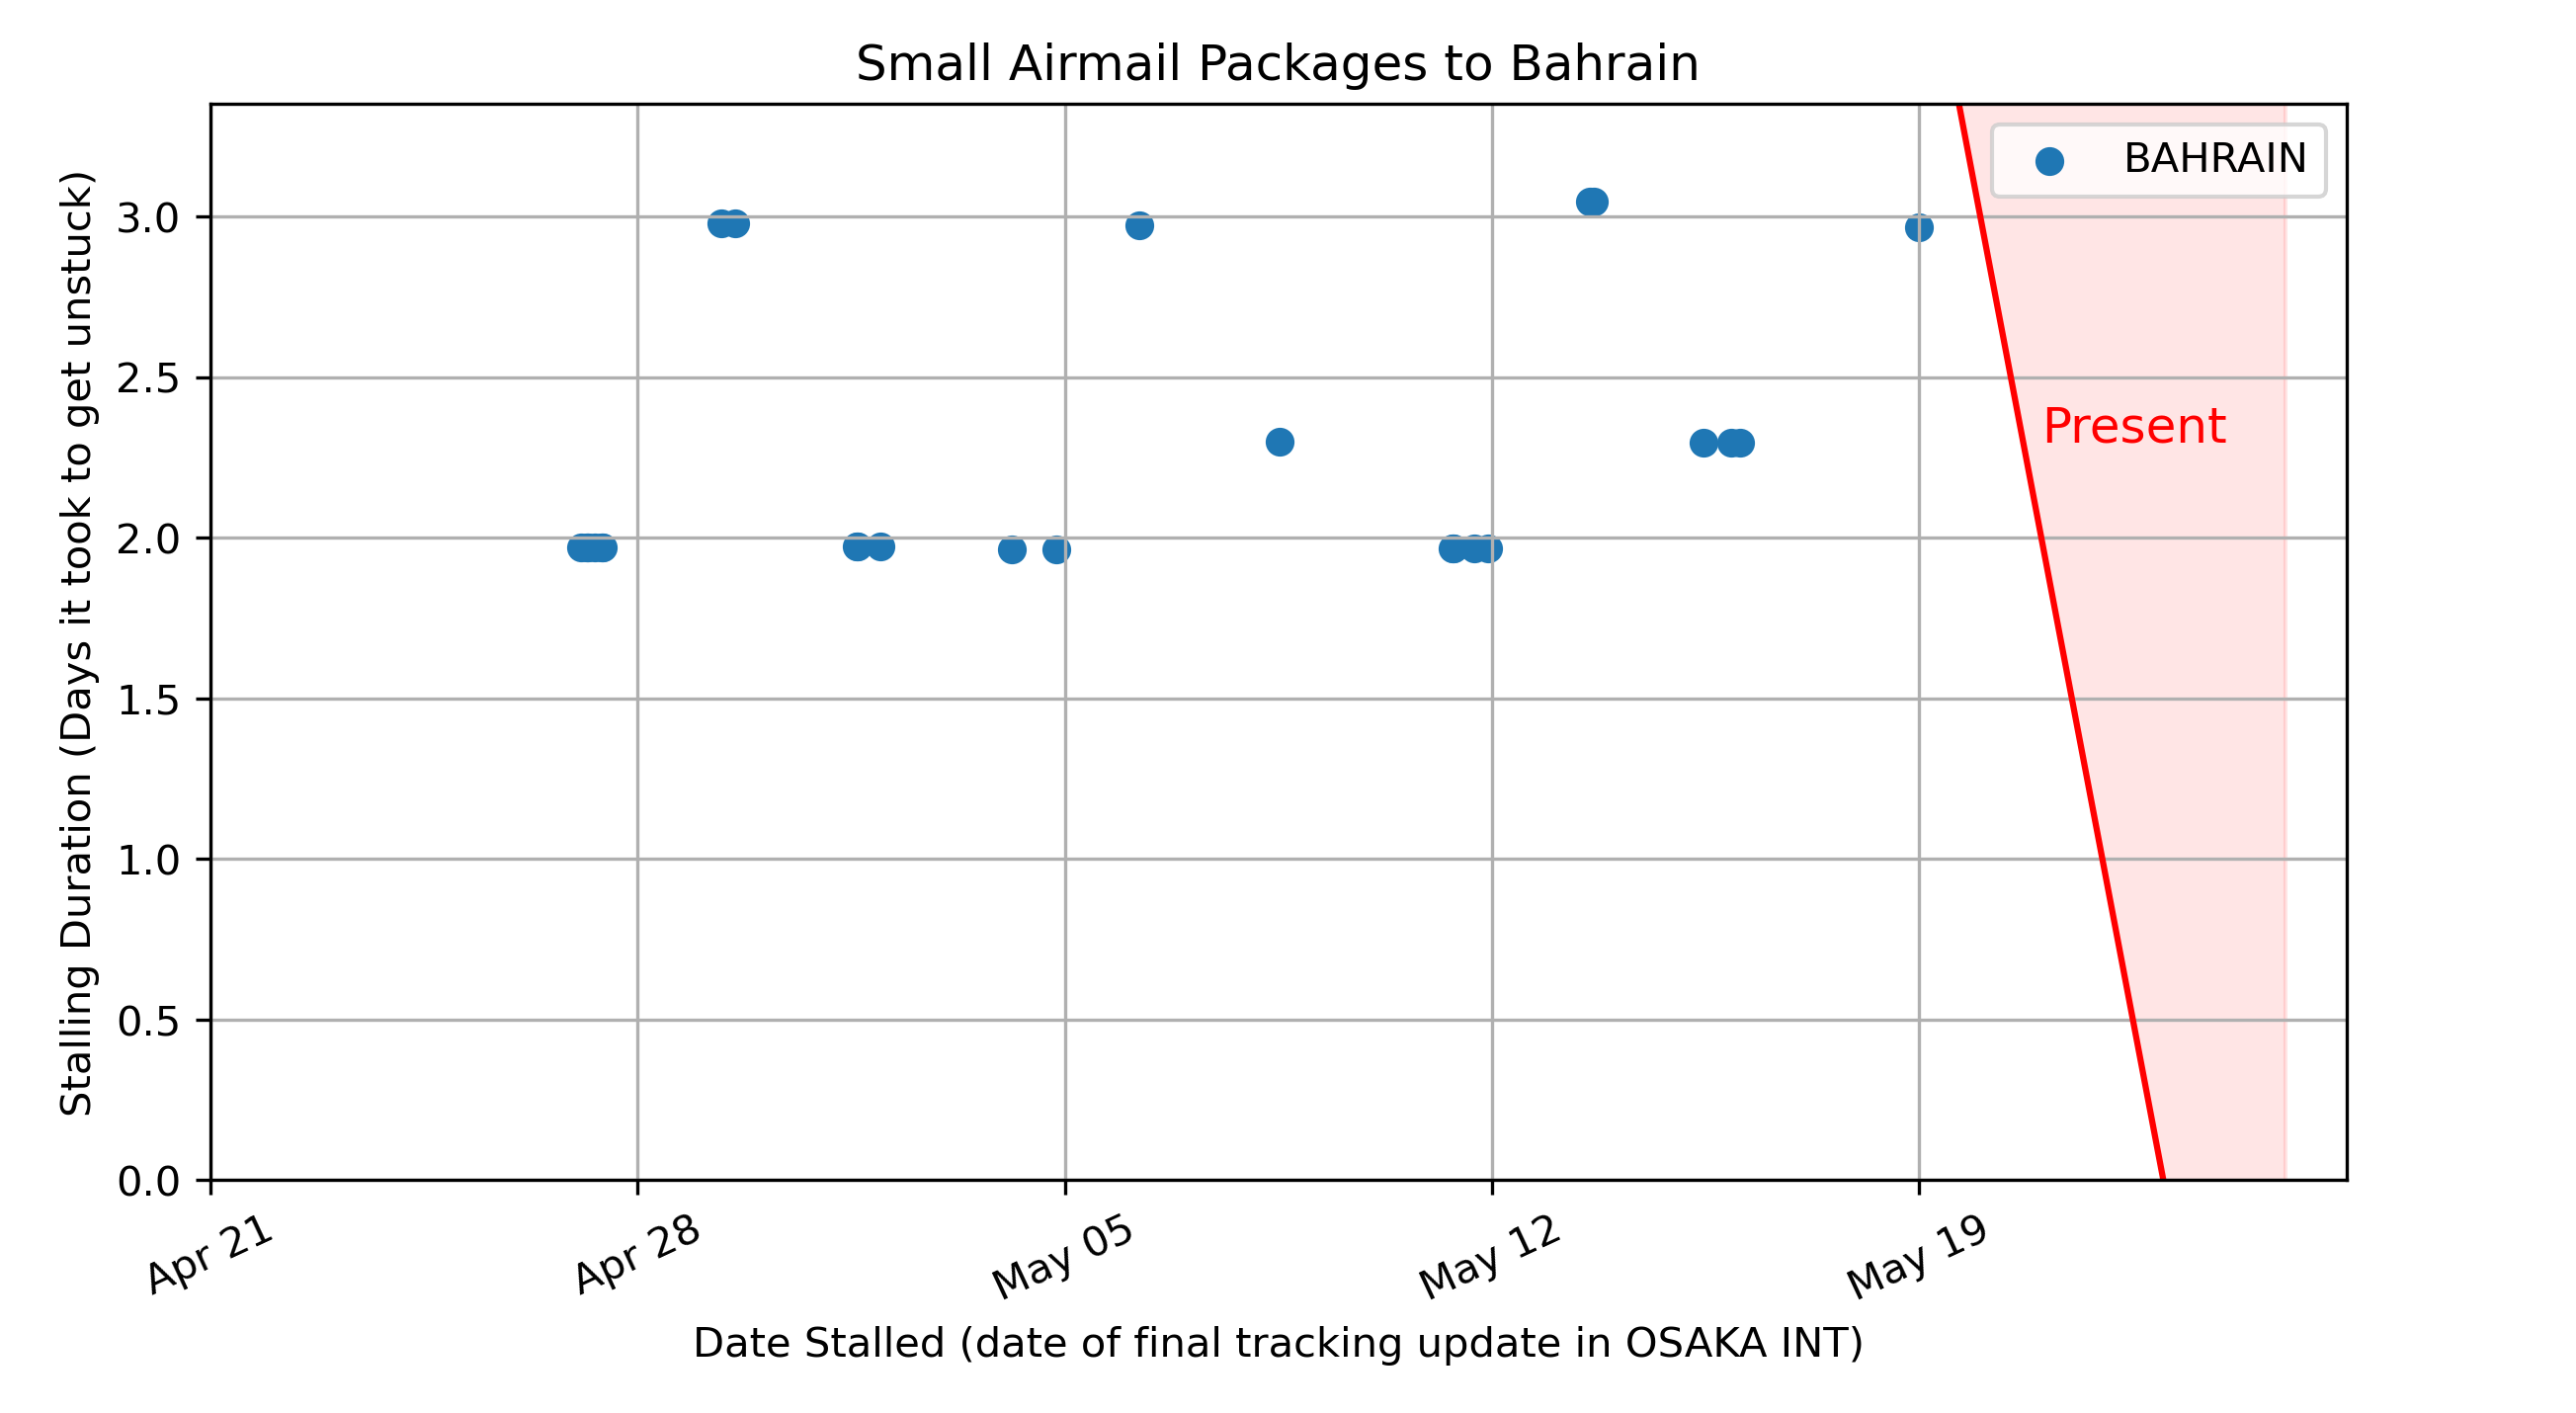 Small Airmail Packages to Bahrain
BAHRAIN
Present
Stalling Duration (Days it took to get unstuck)
3.0
2.5
2.0
1.5
1.0
0.5
0.0
Apr 21
Apr 28
May 05
May 12
May 19
Date Stalled (date of final tracking update in OSAKA INT)